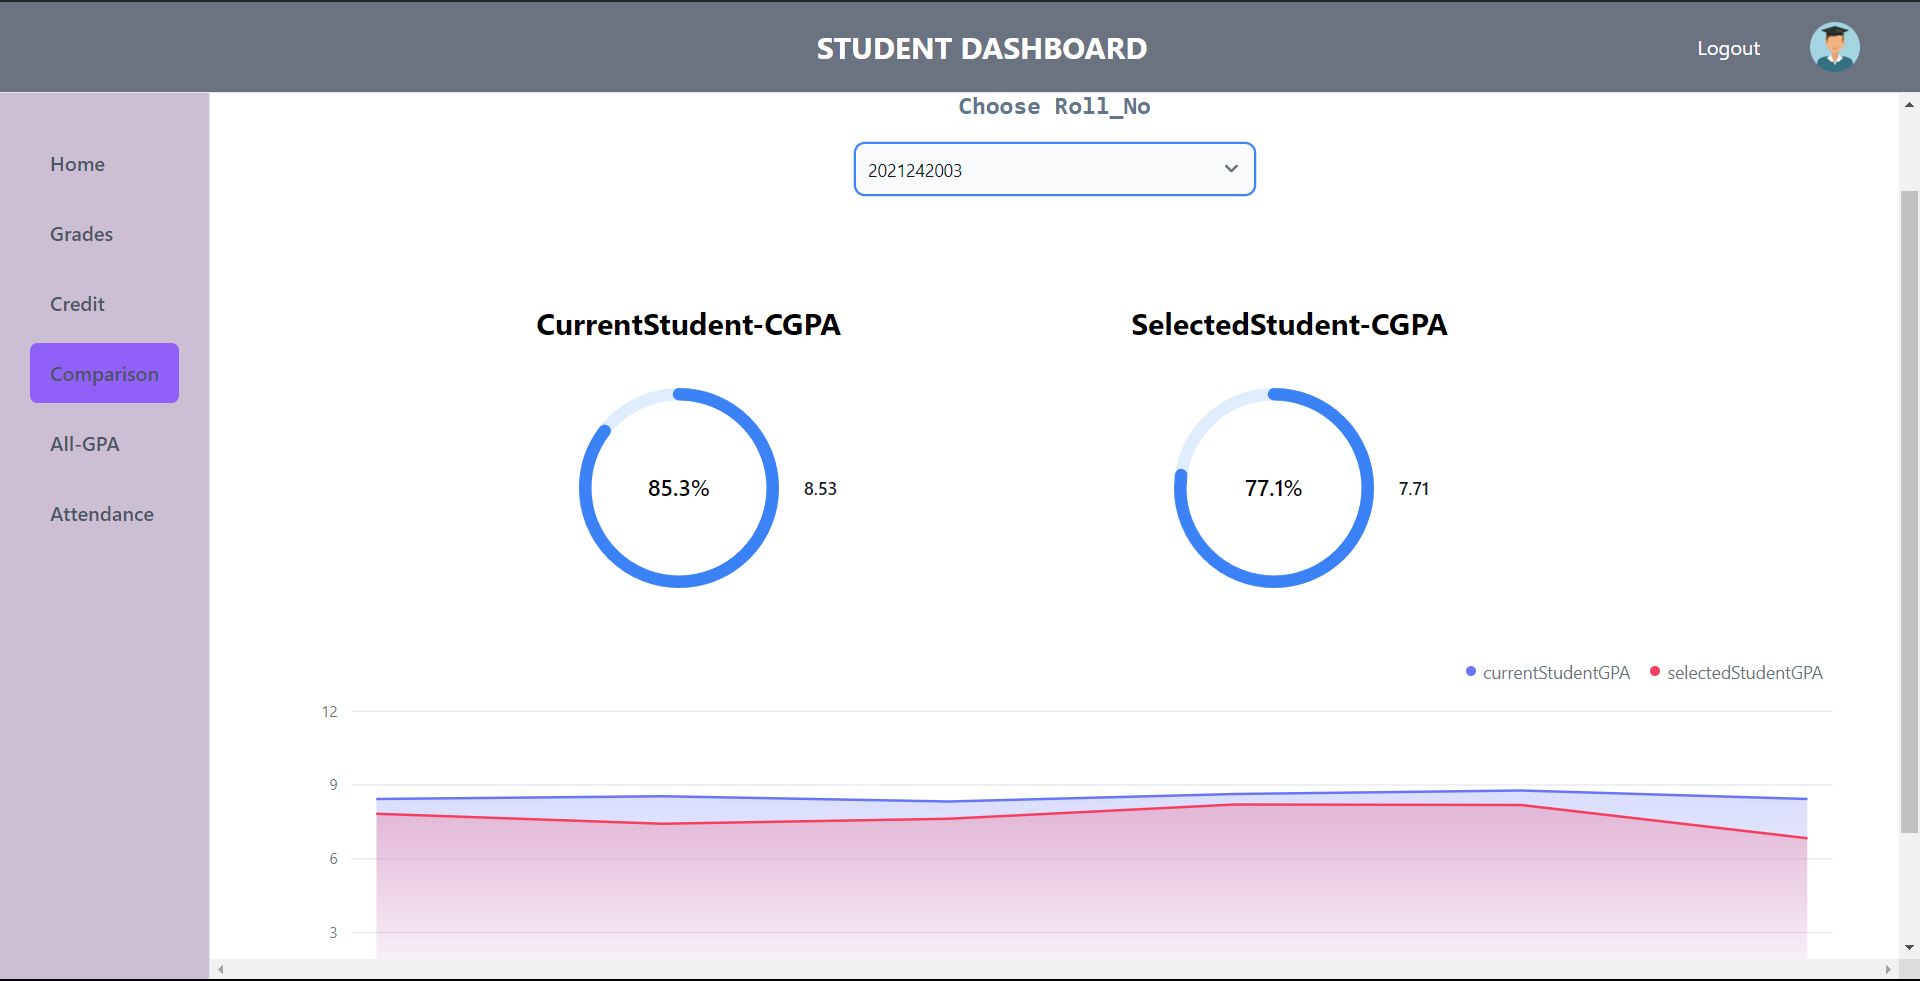 STUDENT DASHBOARD
Logout
Home
Grades
Credit
Comparison
All-GPA
Attendance
Choose Roll_No
2021242003
CurrentStudent-CGPA
SelectedStudent-CGPA
85.3%
8.53
77.1%
7.71
currentStudentGPA
selectedStudentGPA
12
9
6
3